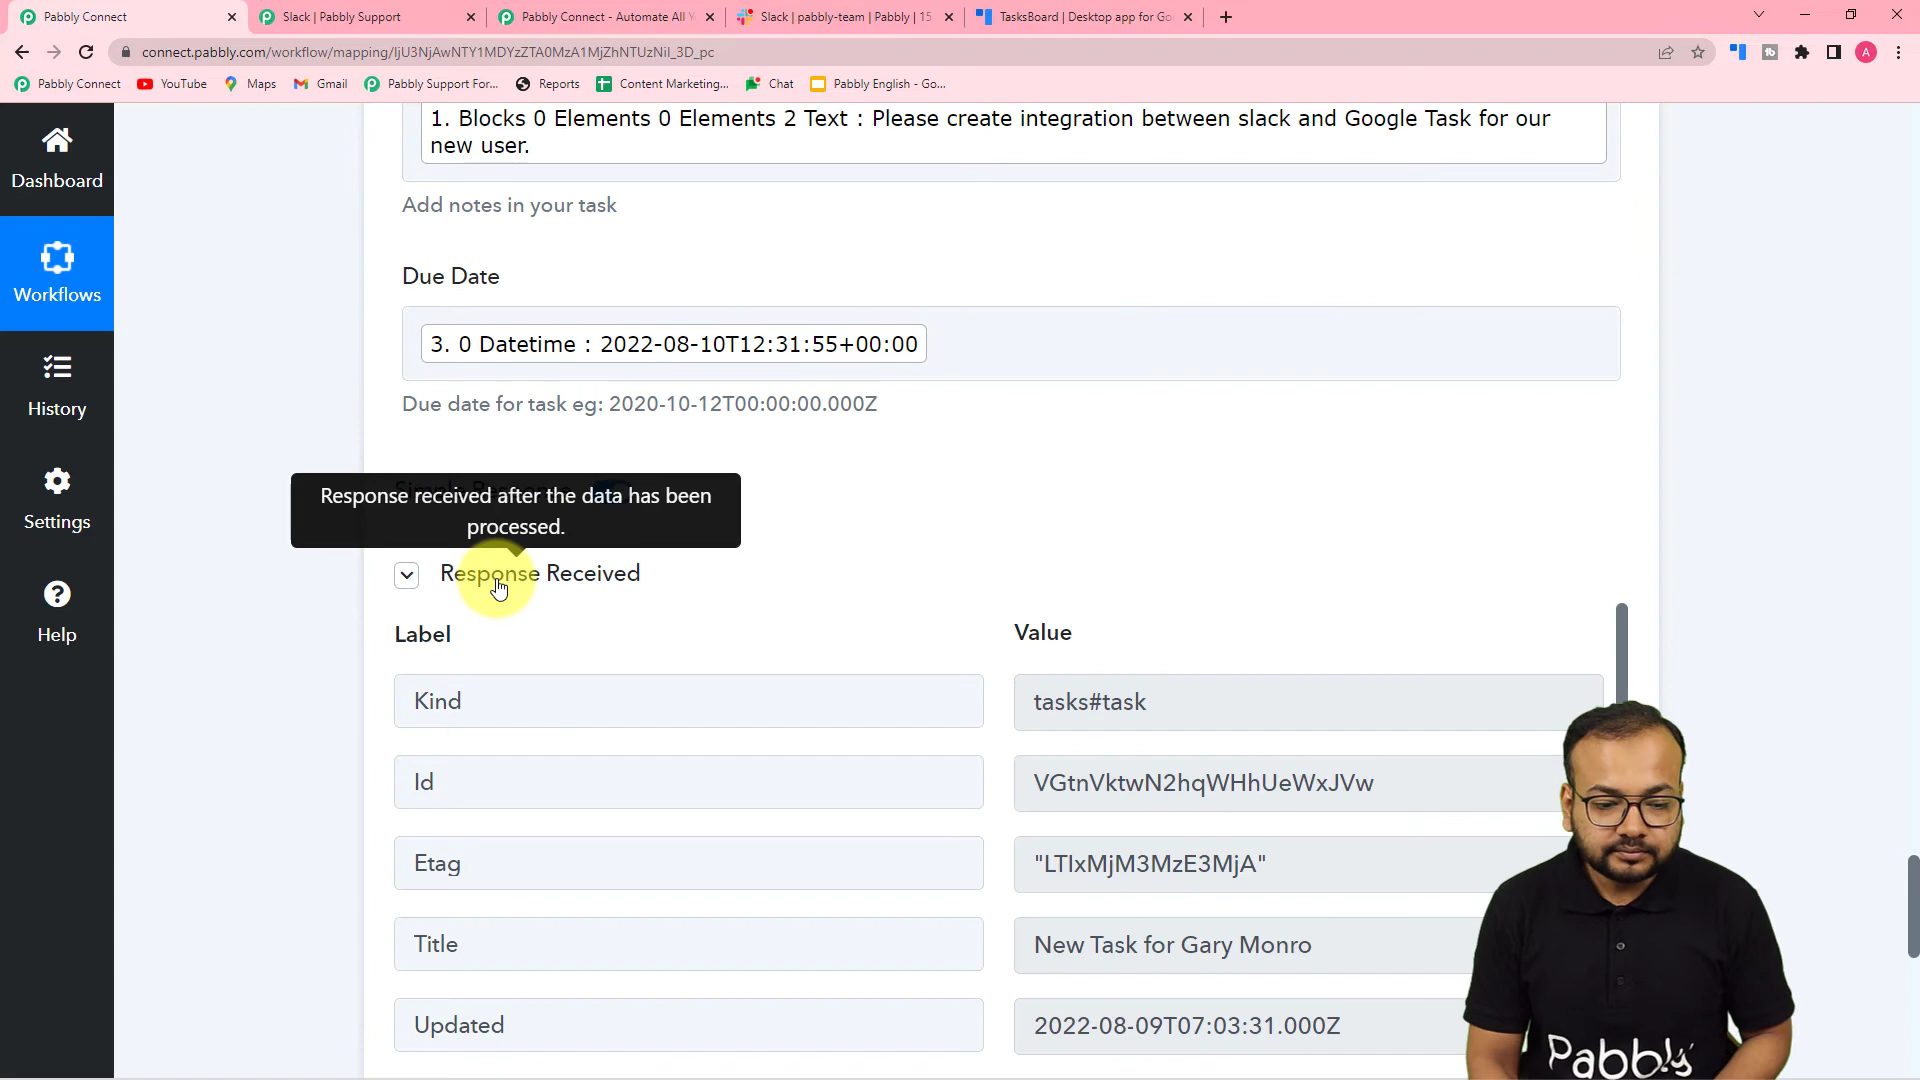 Pabbly Connect
Slack | Pabbly Support
Pabbly Connect - Automate All Y
Slack | pabbly-team | Pabbly | 15
TasksBoard | Desktop app for Go
connect.pabbly.com/workflow/mapping/IjU3NjAwNTY1MDYzZTA0MzA1MjZhNTUzNiI_3D_pc
A
Pabbly Connect
YouTube
Maps
Gmail
Pabbly Support For...
Reports
Content Marketing...
Chat
Pabbly English - Go...
Dashboard
Workflows
History
Settings
Help
1. Blocks 0 Elements 0 Elements 2 Text : Please create integration between slack and Google Task for our
new user.
Add notes in your task
Due Date
3. 0 Datetime : 2022-08-10T12:31:55+00:00
Due date for task eg: 2020-10-12T00:00:00.000Z
Response received after the data has been
processed.
Response Received
Label
Value
Kind
tasks#task
Id
VGtnVktwN2hqWHhUeWxJVw
Etag
"LTIxMjM3MzE3MjA"
Title
New Task for Gary Monro
Updated
2022-08-09T07:03:31.000Z
Pabbly